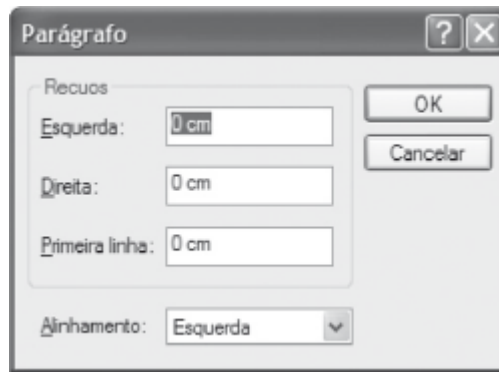 Parágrafo
Recuos
Esquerda: 0 cm
OK
Cancelar
Direita: 0 cm
Primeira linha: 0 cm
Alinhamento: Esquerda